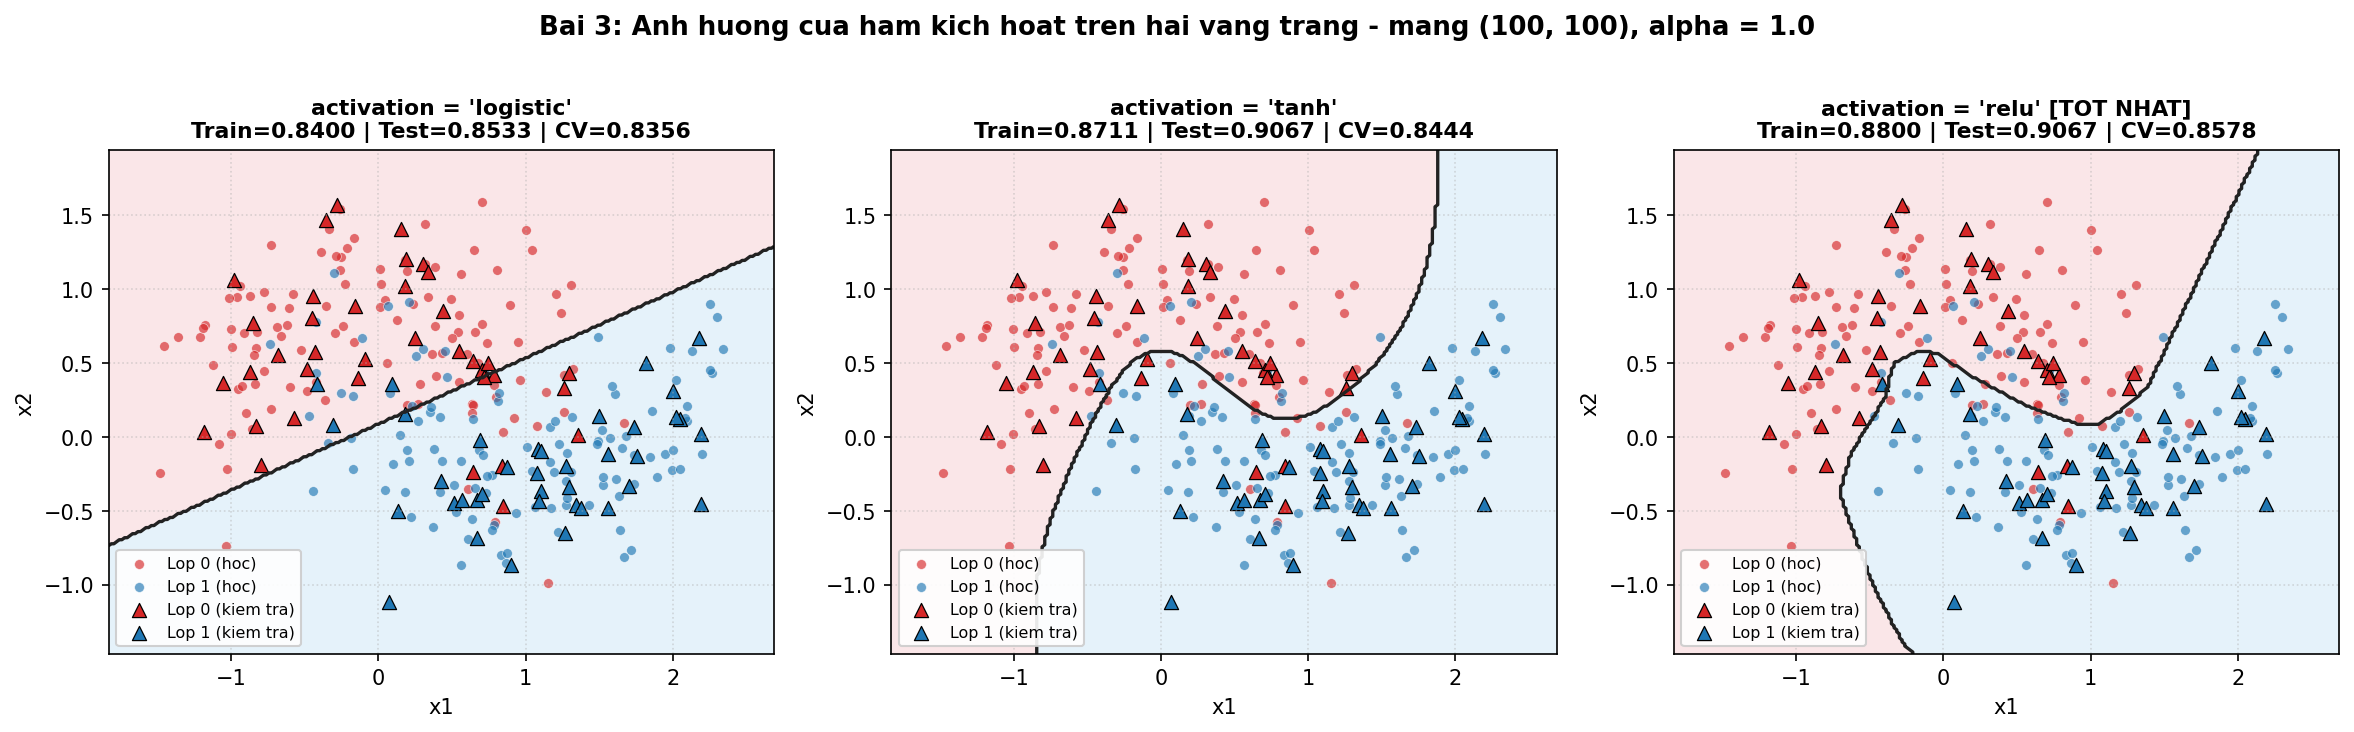 Bai 3: Anh huong cua ham kich hoat tren hai vang trang - mang (100, 100), alpha = 1.0
activation = 'logistic'
Train=0.8400 | Test=0.8533 | CV=0.8356
x2
1.5
1.0
0.5
0.0
−0.5
−1.0
Lop 0 (hoc)
Lop 1 (hoc)
Lop 0 (kiem tra)
Lop 1 (kiem tra)
−1 0 1 2
x1
activation = 'tanh'
Train=0.8711 | Test=0.9067 | CV=0.8444
x2
1.5
1.0
0.5
0.0
−0.5
−1.0
Lop 0 (hoc)
Lop 1 (hoc)
Lop 0 (kiem tra)
Lop 1 (kiem tra)
−1 0 1 2
x1
activation = 'relu' [TOT NHAT]
Train=0.8800 | Test=0.9067 | CV=0.8578
x2
1.5
1.0
0.5
0.0
−0.5
−1.0
Lop 0 (hoc)
Lop 1 (hoc)
Lop 0 (kiem tra)
Lop 1 (kiem tra)
−1 0 1 2
x1